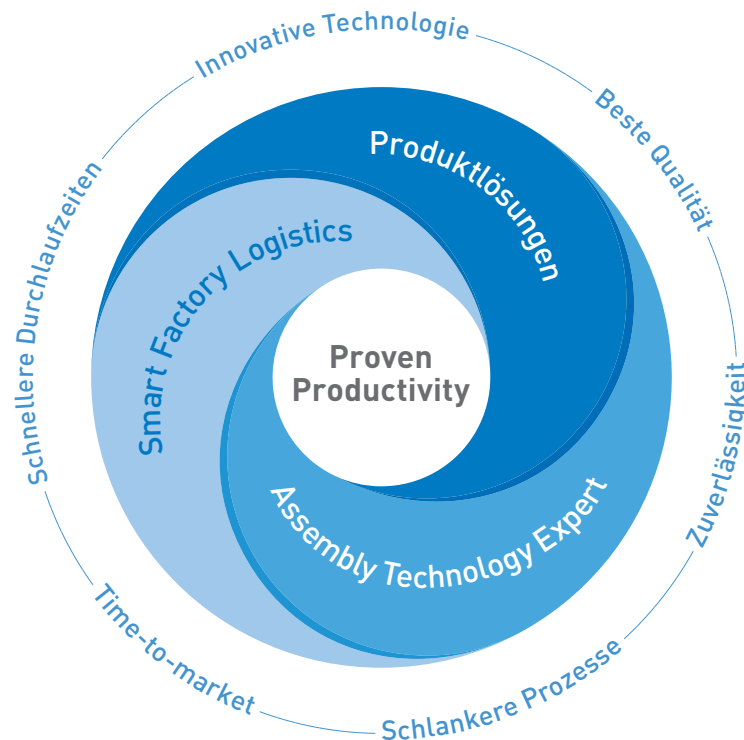 Innovative Technologie
Beste Qualität
Zuverlässigkeit
Schlankere Prozesse
Time-to-market
Schnellere Durchlaufzeiten
Produktlösungen
Assembly Technology Expert
Smart Factory Logistics
Proven
Productivity